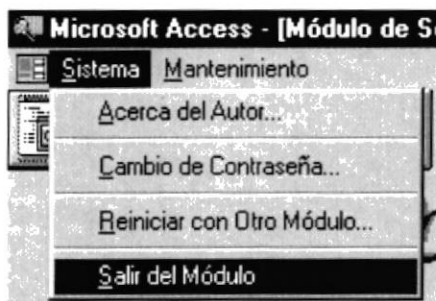 Microsoft Access - [Módulo de S
Sistema Mantenimiento
Acerca del Autor...
Cambio de Contraseña...
Reiniciar con Otro Módulo...
Salir del Módulo